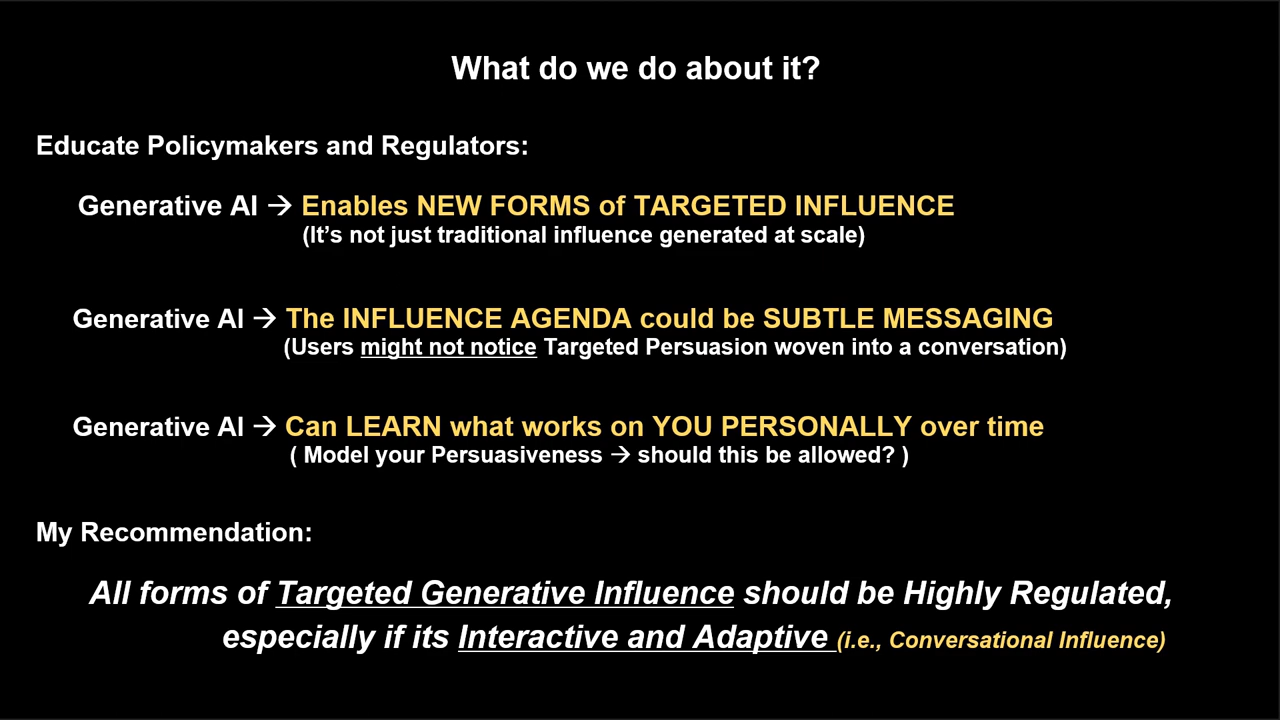 What do we do about it?
Educate Policymakers and Regulators:
Generative AI → Enables NEW FORMS of TARGETED INFLUENCE
(It’s not just traditional influence generated at scale)
Generative AI → The INFLUENCE AGENDA could be SUBTLE MESSAGING
(Users might not notice Targeted Persuasion woven into a conversation)
Generative AI → Can LEARN what works on YOU PERSONALLY over time
( Model your Persuasiveness → should this be allowed? )
My Recommendation:
All forms of Targeted Generative Influence should be Highly Regulated,
especially if its Interactive and Adaptive (i.e., Conversational Influence)